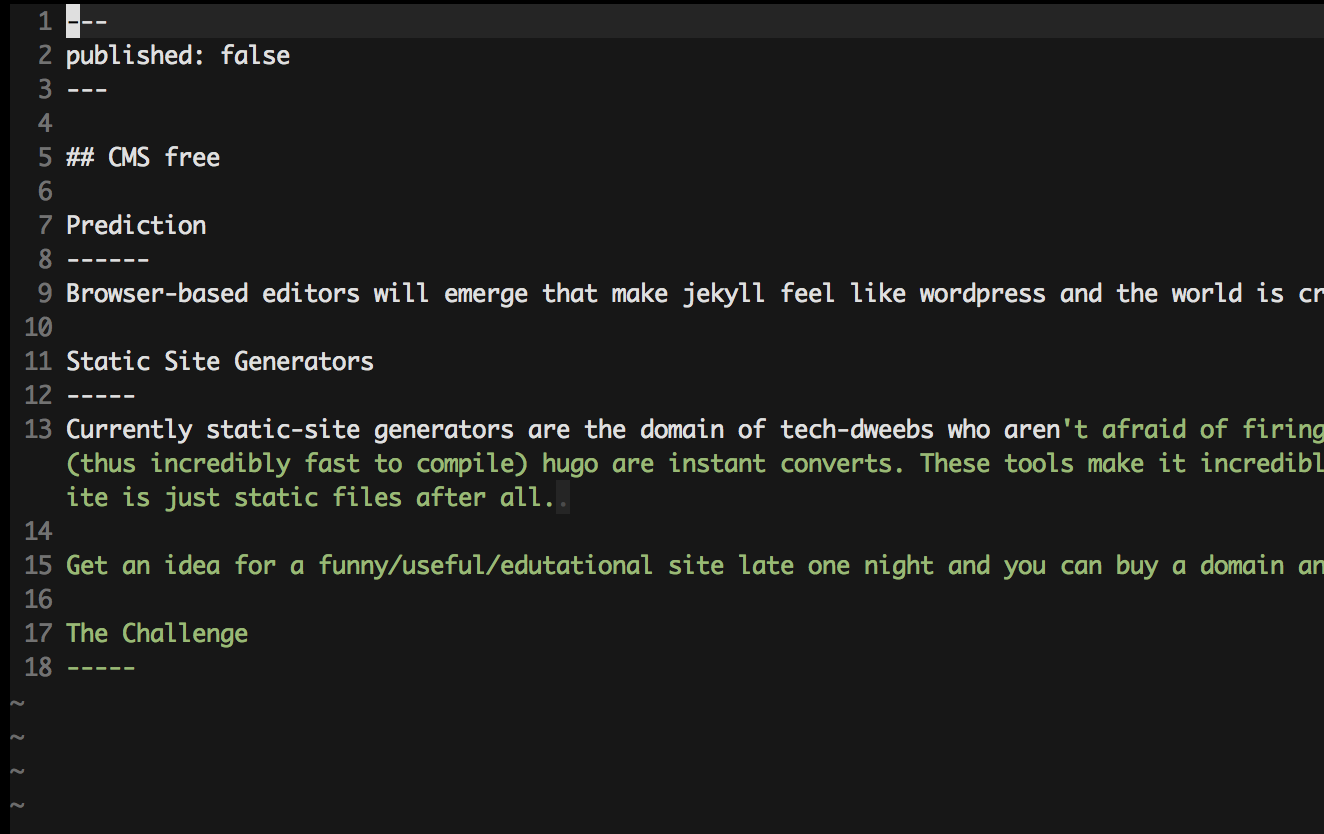 1 ---
2 published: false
3 ---
4
5 ## CMS free
6
7 Prediction
8 ------
9 Browser-based editors will emerge that make jekyll feel like wordpress and the world is cr
10
11 Static Site Generators
12 -----
13 Currently static-site generators are the domain of tech-dweebs who aren't afraid of firing
(thus incredibly fast to compile) hugo are instant converts. These tools make it incredibl
ite is just static files after all..
14
15 Get an idea for a funny/useful/edutational site late one night and you can buy a domain an
16
17 The Challenge
18 -----
~
~
~
~